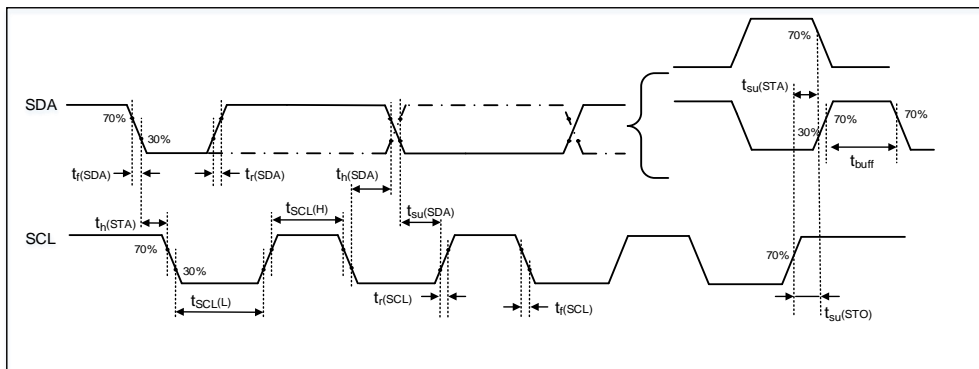 70%
tsu(STA)
SDA
70%
30%
30%
70%
70%
tf(SDA)
tr(SDA)
th(SDA)
tbuff
th(STA)
tSCL(H)
tsu(SDA)
SCL
70%
30%
70%
tSCL(L)
tr(SCL)
tf(SCL)
tsu(STO)